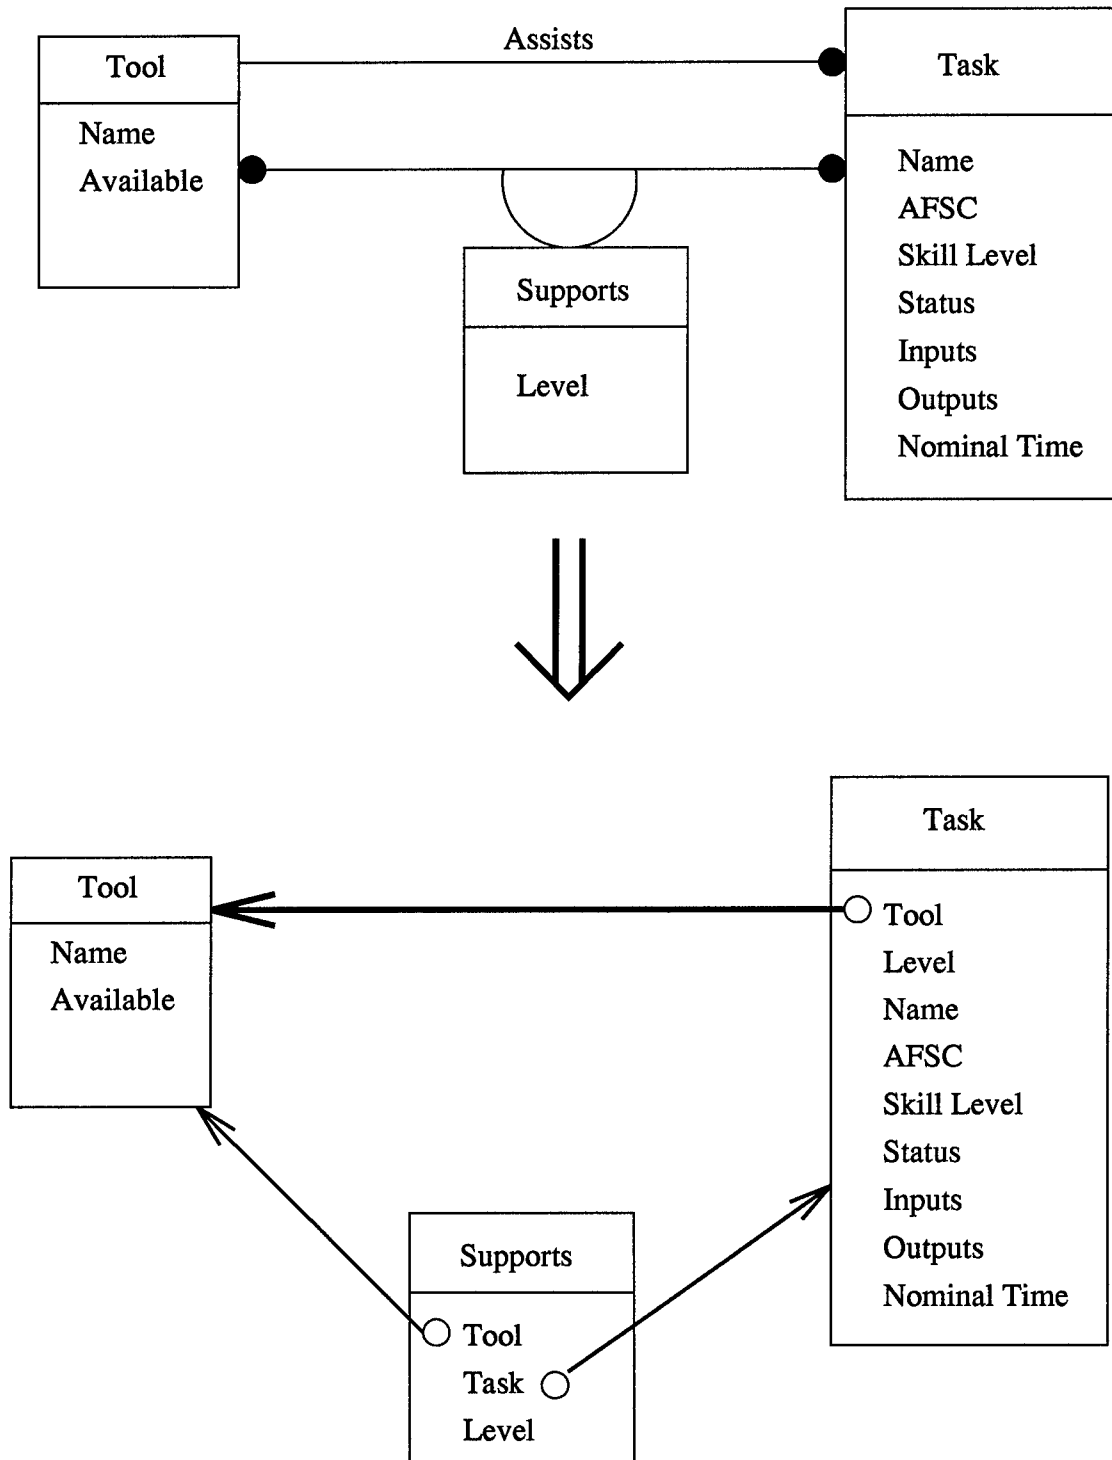 Assists
Tool
Name
Available
Task
Name
AFSC
Skill Level
Status
Inputs
Outputs
Nominal Time
Supports
Level
Task
Tool
Level
Name
AFSC
Skill Level
Status
Inputs
Outputs
Nominal Time
Tool
Name
Available
Supports
Tool
Task
Level